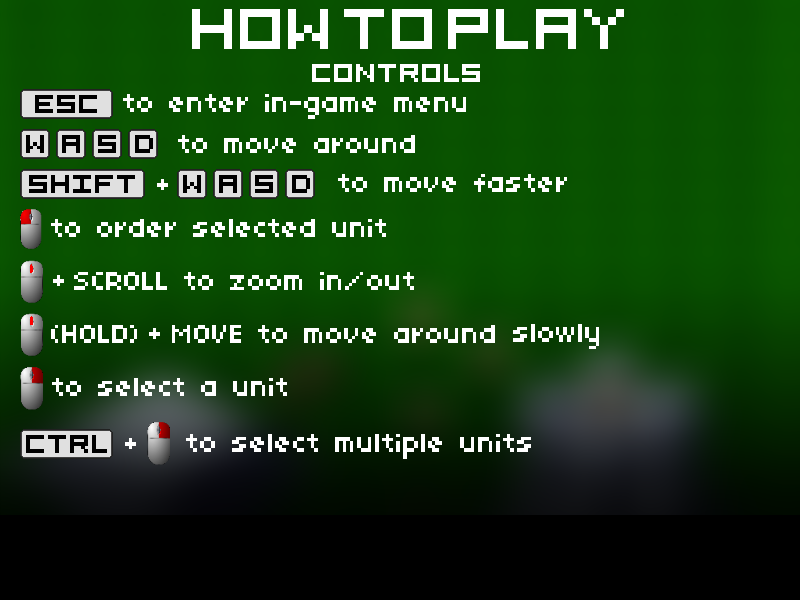 HOW TO PLAY
CONTROLS
ESC to enter in-game menu
W A S D to move around
SHIFT + W A S D to move faster
to order selected unit
+ SCROLL to zoom in/out
(HOLD) + MOVE to move around slowly
to select a unit
CTRL + to select multiple units